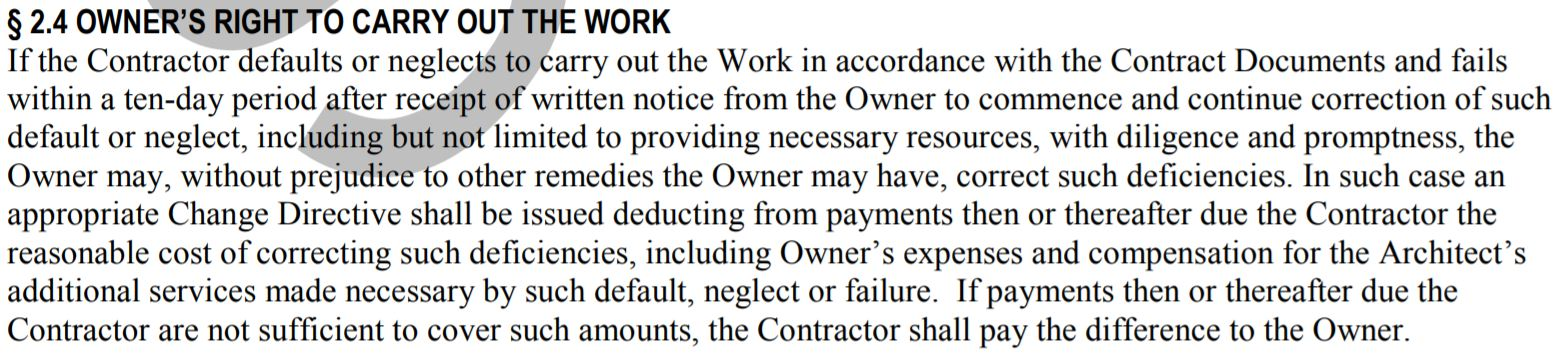 § 2.4 OWNER’S RIGHT TO CARRY OUT THE WORK
If the Contractor defaults or neglects to carry out the Work in accordance with the Contract Documents and fails
within a ten-day period after receipt of written notice from the Owner to commence and continue correction of such
default or neglect, including but not limited to providing necessary resources, with diligence and promptness, the
Owner may, without prejudice to other remedies the Owner may have, correct such deficiencies. In such case an
appropriate Change Directive shall be issued deducting from payments then or thereafter due the Contractor the
reasonable cost of correcting such deficiencies, including Owner’s expenses and compensation for the Architect’s
additional services made necessary by such default, neglect or failure.  If payments then or thereafter due the
Contractor are not sufficient to cover such amounts, the Contractor shall pay the difference to the Owner.